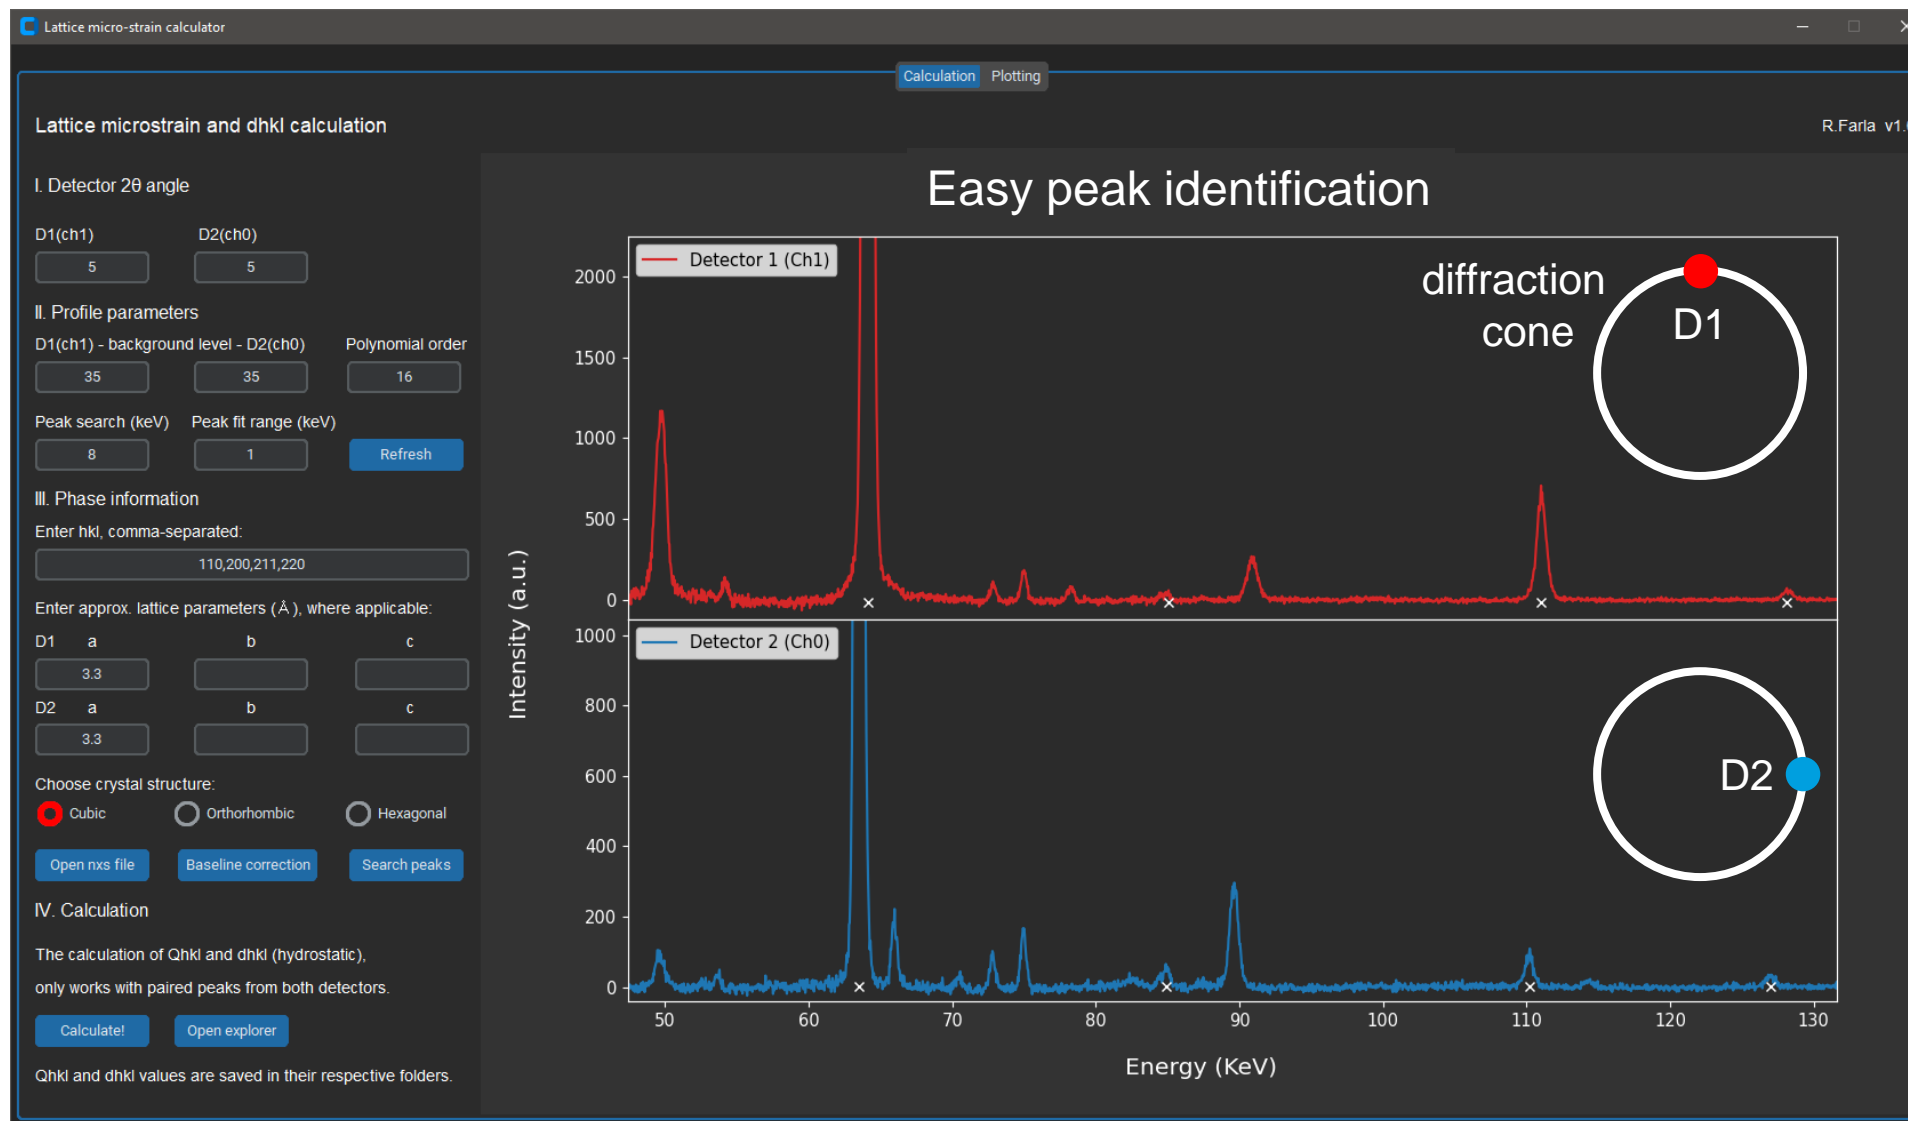 Lattice micro-strain calculator
Calculation Plotting
Lattice microstrain and dhkl calculation
R.Farla v1.
I. Detector 2θ angle
D1(ch1) D2(ch0)
5 5
II. Profile parameters
D1(ch1) - background level - D2(ch0) Polynomial order
35 35 16
Peak search (keV) Peak fit range (keV)
8 1 Refresh
III. Phase information
Enter hkl, comma-separated:
110,200,211,220
Enter approx. lattice parameters (Å), where applicable:
D1 a b c
3.3
D2 a b c
3.3
Choose crystal structure:
Cubic Orthorhombic Hexagonal
Open nxs file Baseline correction Search peaks
IV. Calculation
The calculation of Qhkl and dhkl (hydrostatic),
only works with paired peaks from both detectors.
Calculate! Open explorer
Qhkl and dhkl values are saved in their respective folders.
Easy peak identification
Detector 1 (Ch1)
diffraction
cone
D1
2000
1500
1000
500
0
Intensity (a.u.)
Detector 2 (Ch0)
D2
1000
800
600
400
200
0
50 60 70 80 90 100 110 120 130
Energy (KeV)